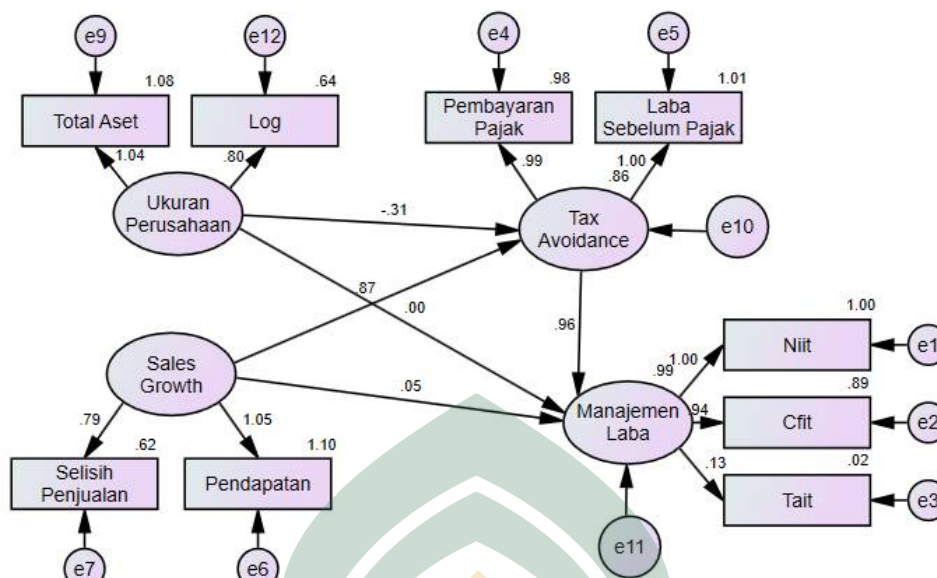 e9
e12
e4
e5
1.08
.64
.98
1.01
Total Aset
Log
Pembayaran
Pajak
Laba
Sebelum Pajak
1.04
.80
.99
1.00
.86
Ukuran
Perusahaan
-.31
Tax
Avoidance
e10
.87
.00
.96
1.00
Niit
e1
Sales
Growth
.05
.99
1.00
.89
Manajemen
Laba
.94
Cfit
e2
.79
1.05
.62
1.10
.13
.02
Selisih
Penjualan
Pendapatan
Tait
e3
e7
e6
e11